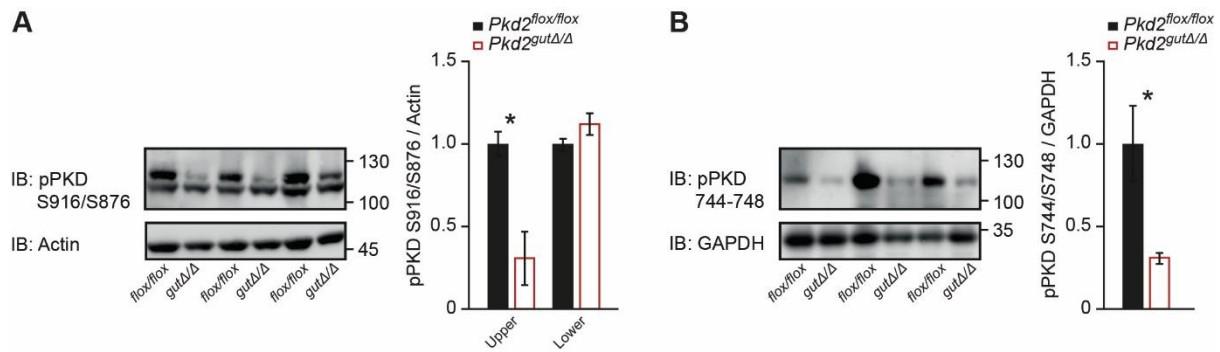 A
Pkd2flox/flox
Pkd2gutΔ/Δ
1.5
1.0
0.5
0
pPKD S916/S876 / Actin
*
Upper
Lower
IB: pPKD
S916/S876
130
100
IB: Actin
45
flox/flox
gutΔ/Δ
flox/flox
gutΔ/Δ
flox/flox
gutΔ/Δ
B
Pkd2flox/flox
Pkd2gutΔ/Δ
1.5
1.0
0.5
0
pPKD S744/S748 / GAPDH
*
IB: pPKD
744-748
130
100
IB: GAPDH
35
flox/flox
gutΔ/Δ
flox/flox
gutΔ/Δ
flox/flox
gutΔ/Δ